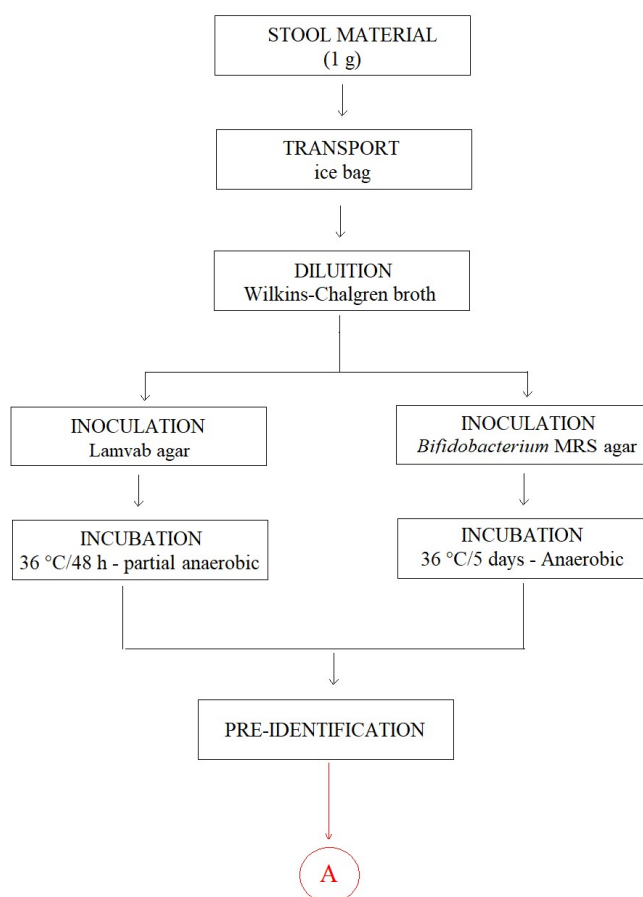 STOOL MATERIAL
(1 g)
TRANSPORT
ice bag
DILUITION
Wilkins-Chalgren broth
INOCULATION
Lamvab agar
INOCULATION
Bifidobacterium MRS agar
INCUBATION
36 °C/48 h - partial anaerobic
INCUBATION
36 °C/5 days - Anaerobic
PRE-IDENTIFICATION
A